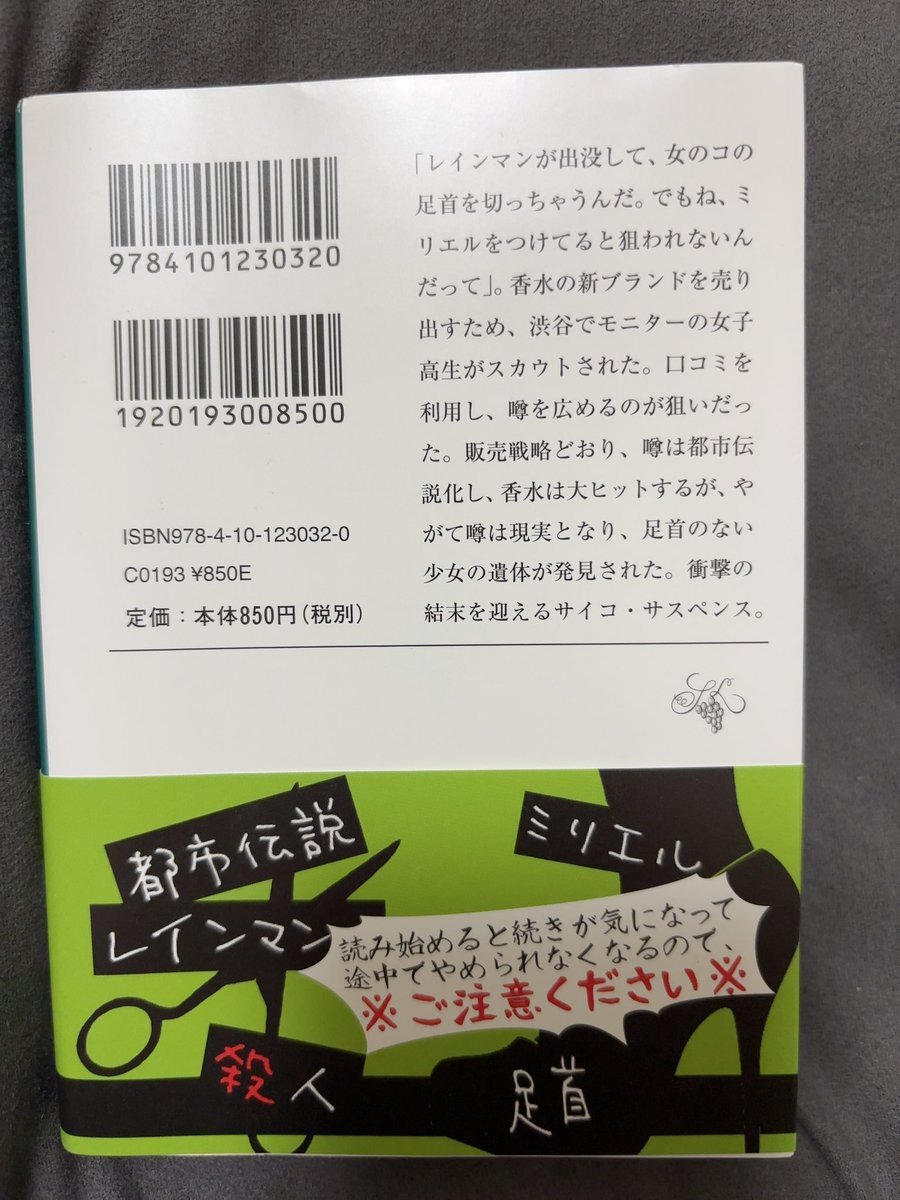 9784101230320
1920193008500
ISBN978-4-10-123032-0
C0193 ¥850E
定価：本体850円（税別）
「レインマンが出没して、女のコの
足首を切っちゃうんだ。でもね、ミ
リエルをつけてると狙われないん
だって」。香水の新ブランドを売り
出すため、渋谷でモニターの女子
高生がスカウトされた。口コミを
利用し、噂を広めるのが狙いだっ
た。販売戦略どおり、噂は都市伝
説化し、香水は大ヒットするが、や
がて噂は現実となり、足首のない
少女の遺体が発見された。衝撃の
結末を迎えるサイコ・サスペンス。
都市伝説
レインマン
ミリエル
読み始めると続きが気になって
途中でやめられなくなるので、
※ご注意ください※
殺人
足首